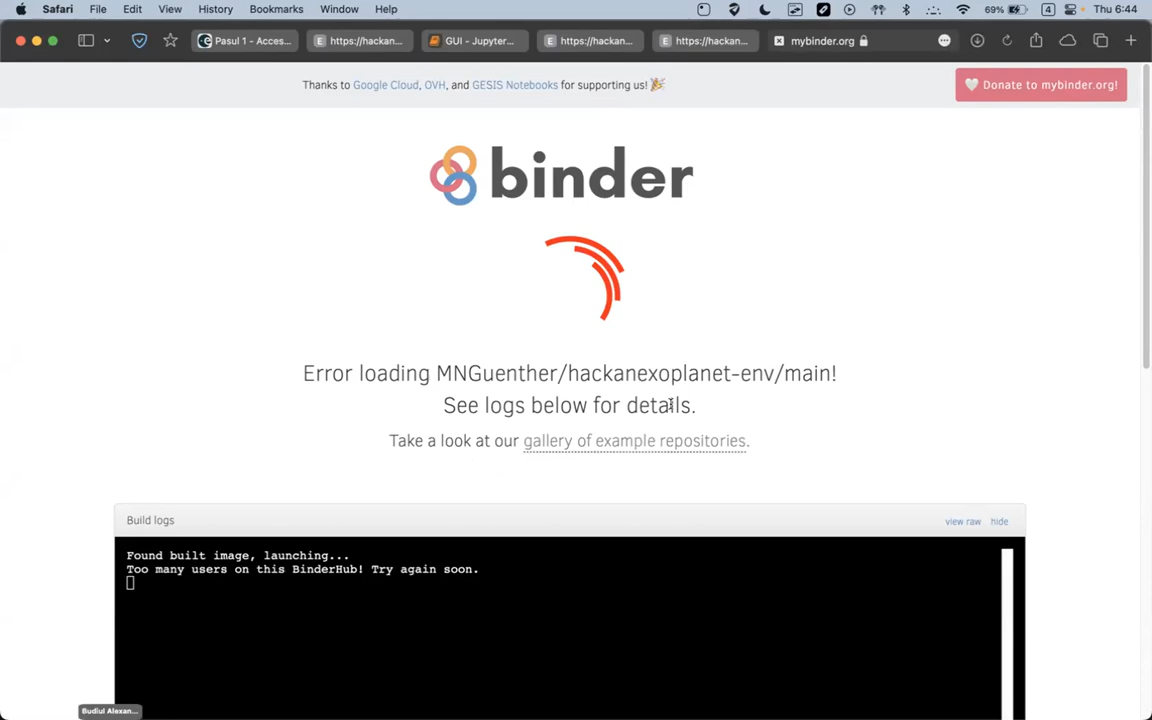 Safari File Edit View History Bookmarks Window Help 69% 4 Thu 6:44
Pasul 1 - Acces... https://hackan... GUI - Jupyter... https://hackan... https://hackan... mybinder.org
Thanks to Google Cloud, OVH, and GESIS Notebooks for supporting us! 🎉 🤍 Donate to mybinder.org!
binder
Error loading MNGuenther/hackanexoplanet-env/main!
See logs below for details.
Take a look at our gallery of example repositories.
Build logs view raw hide
Found built image, launching...
Too many users on this BinderHub! Try again soon.
Budiul Alexan...